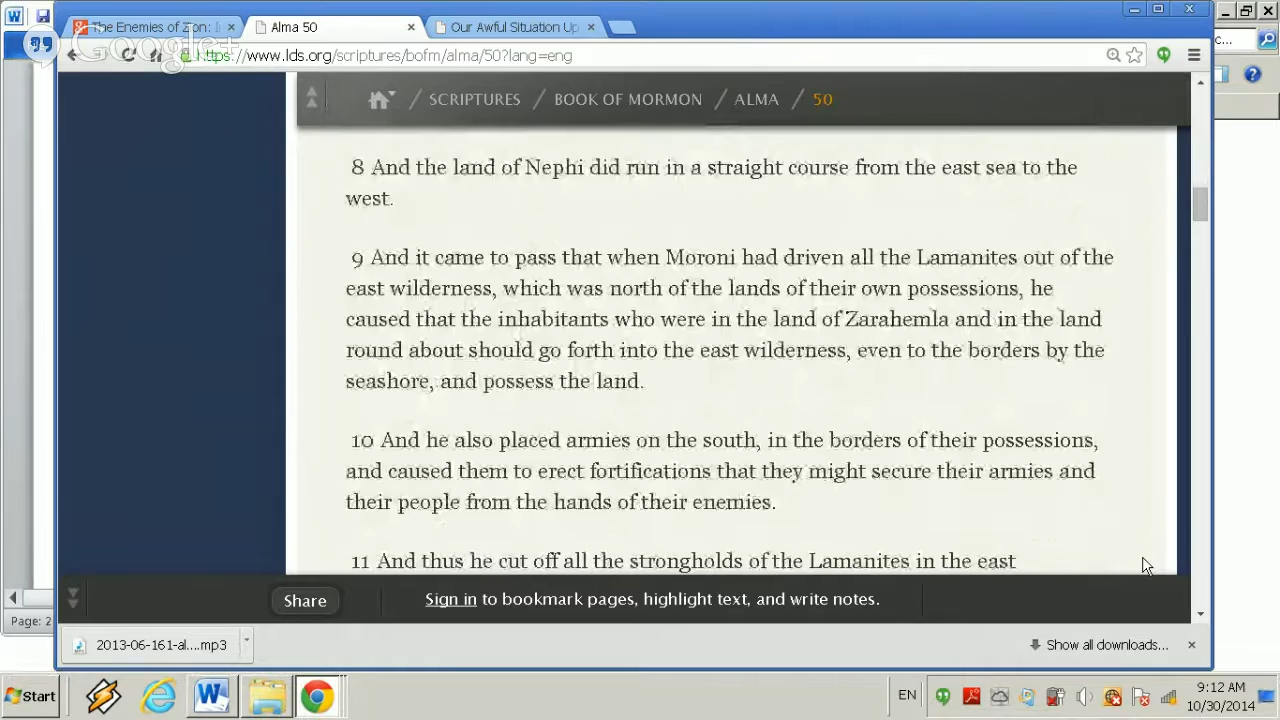 The Enemies of Zion: I
Alma 50
Our Awful Situation Up
Google+
https://www.lds.org/scriptures/bofm/alma/50?lang=eng
c...
SCRIPTURES / BOOK OF MORMON / ALMA / 50
8 And the land of Nephi did run in a straight course from the east sea to the
west.
9 And it came to pass that when Moroni had driven all the Lamanites out of the
east wilderness, which was north of the lands of their own possessions, he
caused that the inhabitants who were in the land of Zarahemla and in the land
round about should go forth into the east wilderness, even to the borders by the
seashore, and possess the land.
10 And he also placed armies on the south, in the borders of their possessions,
and caused them to erect fortifications that they might secure their armies and
their people from the hands of their enemies.
11 And thus he cut off all the strongholds of the Lamanites in the east
Share
Sign in to bookmark pages, highlight text, and write notes.
Page: 2
2013-06-161-al....mp3
Show all downloads...
Start
EN
9:12 AM
10/30/2014